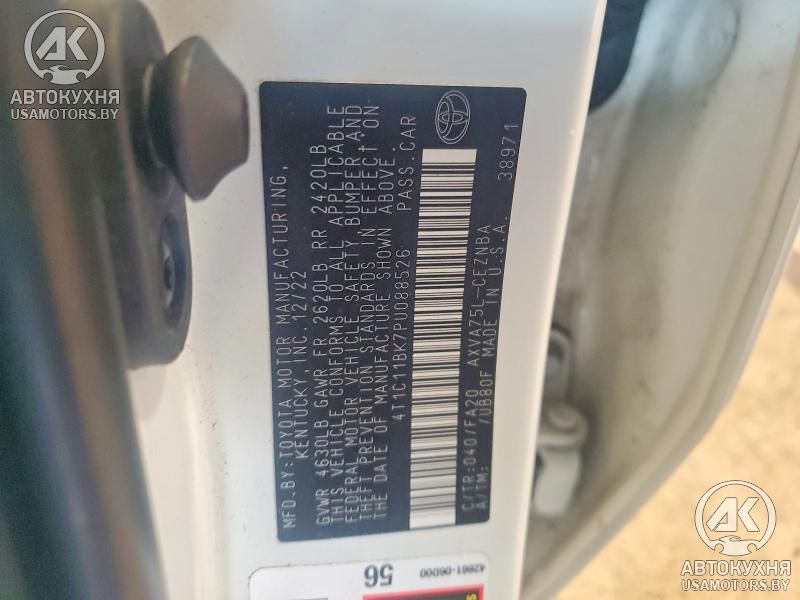 MFD.BY:TOYOTA MOTOR MANUFACTURING,
KENTUCKY, INC. 12/22
GVWR 4630LB GAWR FR 2620LB RR 2420LB
THIS VEHICLE CONFORMS TO ALL APPLICABLE
FEDERAL MOTOR VEHICLE SAFETY, BUMPER AND
THEFT PREVENTION STANDARDS IN EFFECT ON
THE DATE OF MANUFACTURE SHOWN ABOVE.
4T1C11BK7PU088526 PASS.CAR
C/TR:040/FA20 AXVA75L-CEZNBA
A/TM: /UB80F MADE IN U.S.A. 38971
42661-06D00
56
АК
АВТОКУХНЯ
USAMOTORS.BY
АК
АВТОКУХНЯ
USAMOTORS.BY